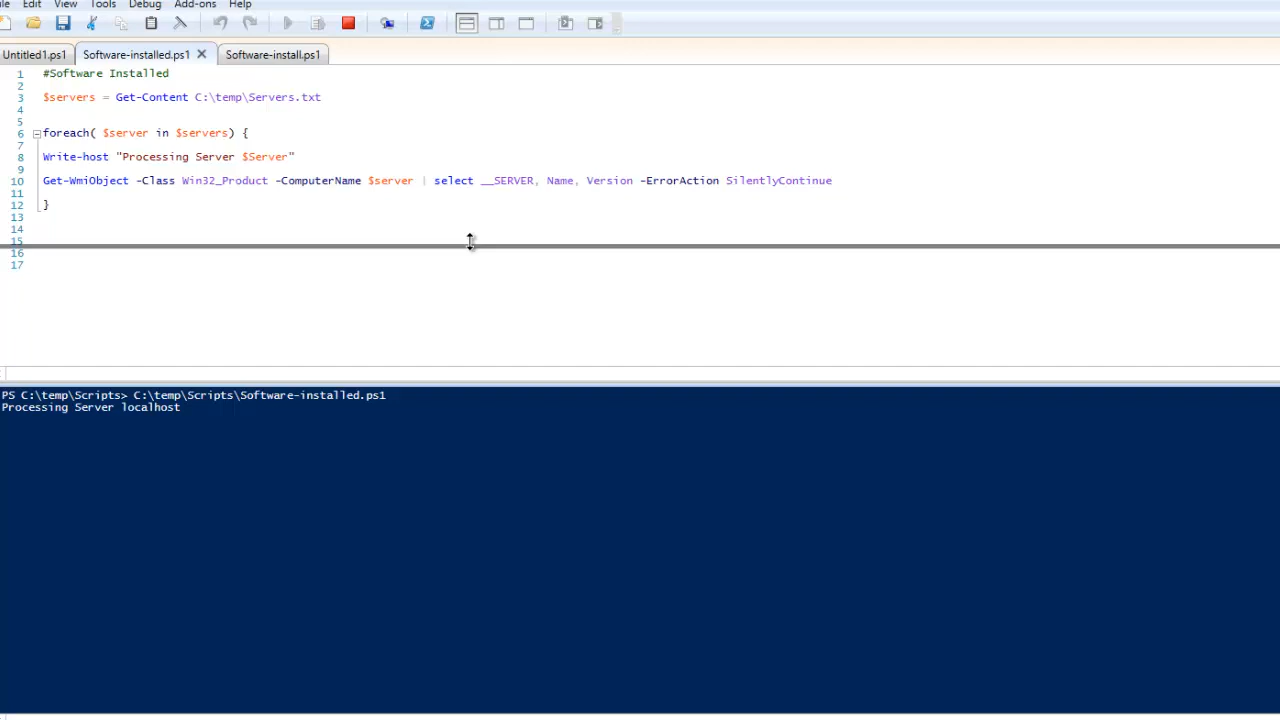 Edit View Tools Debug Add-ons Help
Untitled1.ps1 Software-installed.ps1 Software-install.ps1
1 #Software Installed
2
3 $servers = Get-Content C:\temp\Servers.txt
4
5
6 foreach( $server in $servers) {
7
8 Write-host "Processing Server $Server"
9
10 Get-WmiObject -Class Win32_Product -ComputerName $server | select __SERVER, Name, Version -ErrorAction SilentlyContinue
11
12 }
13
14
15
16
17
PS C:\temp\Scripts> C:\temp\Scripts\Software-installed.ps1
Processing Server localhost